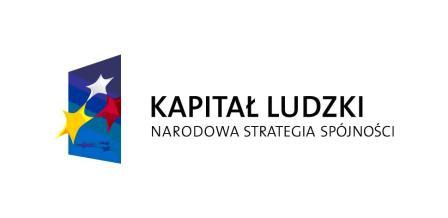 KAPITAŁ LUDZKI
NARODOWA STRATEGIA SPÓJNOŚCI